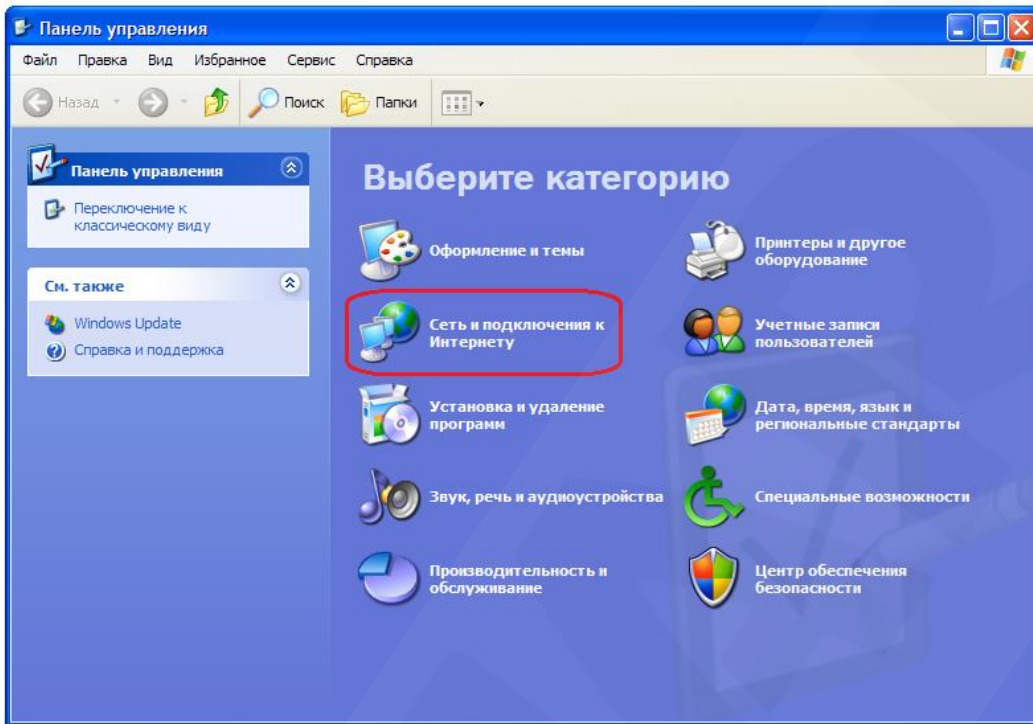 Панель управления
Файл Правка Вид Избранное Сервис Справка
Назад Поиск Папки
Панель управления
Переключение к
классическому виду
См. также
Windows Update
Справка и поддержка
Выберите категорию
Оформление и темы
Принтеры и другое
оборудование
Сеть и подключения к
Интернету
Учетные записи
пользователей
Установка и удаление
программ
Дата, время, язык и
региональные стандарты
Звук, речь и аудиоустройства
Специальные возможности
Производительность и
обслуживание
Центр обеспечения
безопасности